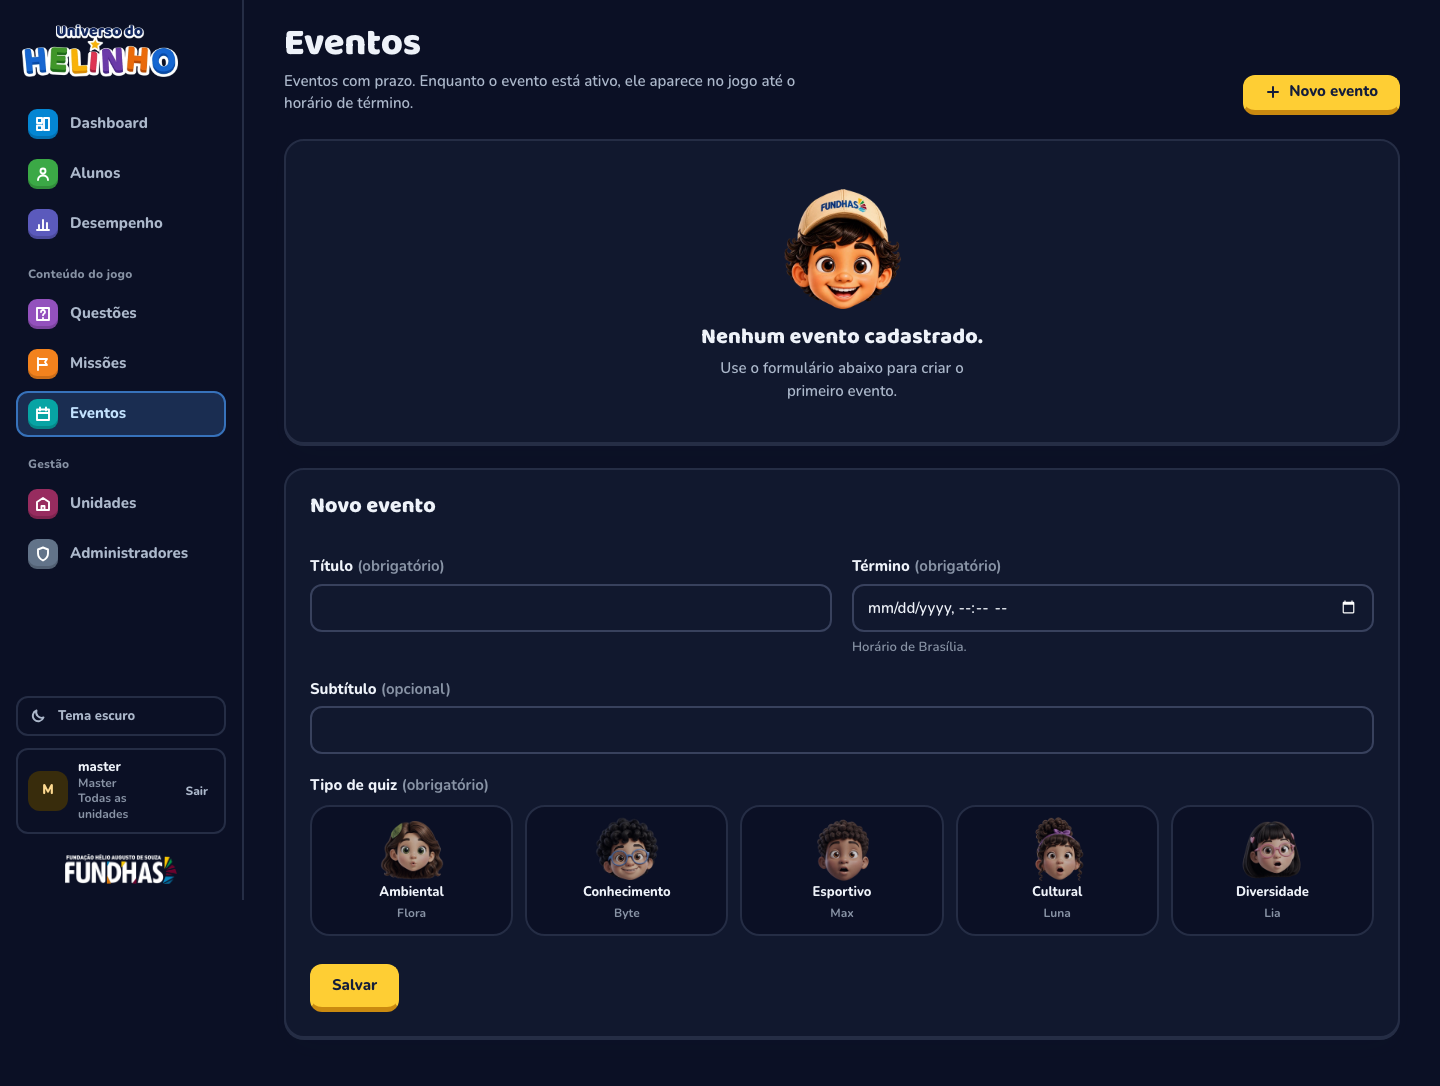 Universo do
HELINHO
Dashboard
Alunos
Desempenho
Conteúdo do jogo
Questões
Missões
Eventos
Gestão
Unidades
Administradores
Tema escuro
M
master
Master
Todas as
unidades
Sair
FUNDAÇÃO HÉLIO AUGUSTO DE SOUZA
FUNDHAS
Eventos
Eventos com prazo. Enquanto o evento está ativo, ele aparece no jogo até o
horário de término.
Novo evento
FUNDHAS
Nenhum evento cadastrado.
Use o formulário abaixo para criar o
primeiro evento.
Novo evento
Título (obrigatório)
Término (obrigatório)
mm/dd/yyyy, --:-- --
Horário de Brasília.
Subtítulo (opcional)
Tipo de quiz (obrigatório)
Ambiental
Flora
Conhecimento
Byte
Esportivo
Max
Cultural
Luna
Diversidade
Lia
Salvar